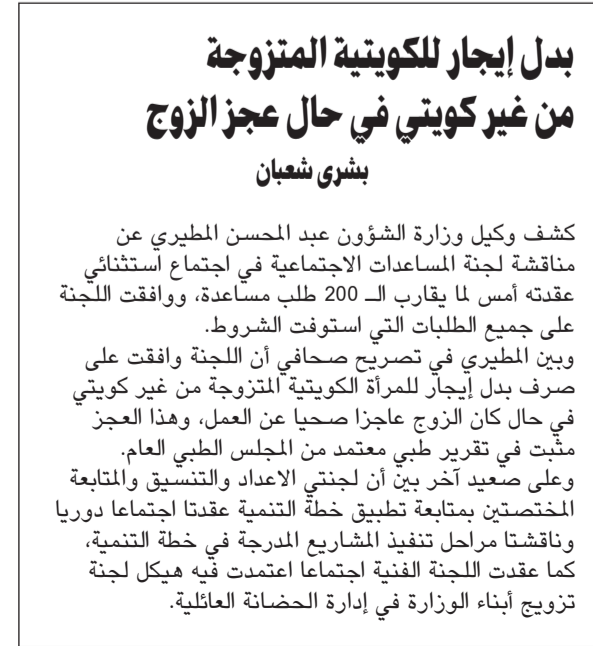 بدل إيجار للكويتية المتزوجة
من غير كويتي في حال عجز الزوج
بشرى شعبان
كشف وكيل وزارة الشؤون عبد المحسن المطيري عن
مناقشة لجنة المساعدات الاجتماعية في اجتماع استثنائي
عقدته أمس لما يقارب الـ 200 طلب مساعدة، ووافقت اللجنة
على جميع الطلبات التي استوفت الشروط.
وبين المطيري في تصريح صحافي أن اللجنة وافقت على
صرف بدل إيجار للمرأة الكويتية المتزوجة من غير كويتي
في حال كان الزوج عاجزا صحيا عن العمل، وهذا العجز
مثبت في تقرير طبي معتمد من المجلس الطبي العام.
وعلى صعيد آخر بين أن لجنتي الاعداد والتنسيق والمتابعة
المختصتين بمتابعة تطبيق خطة التنمية عقدتا اجتماعا دوريا
وناقشتا مراحل تنفيذ المشاريع المدرجة في خطة التنمية،
كما عقدت اللجنة الفنية اجتماعا اعتمدت فيه هيكل لجنة
تزويج أبناء الوزارة في إدارة الحضانة العائلية.